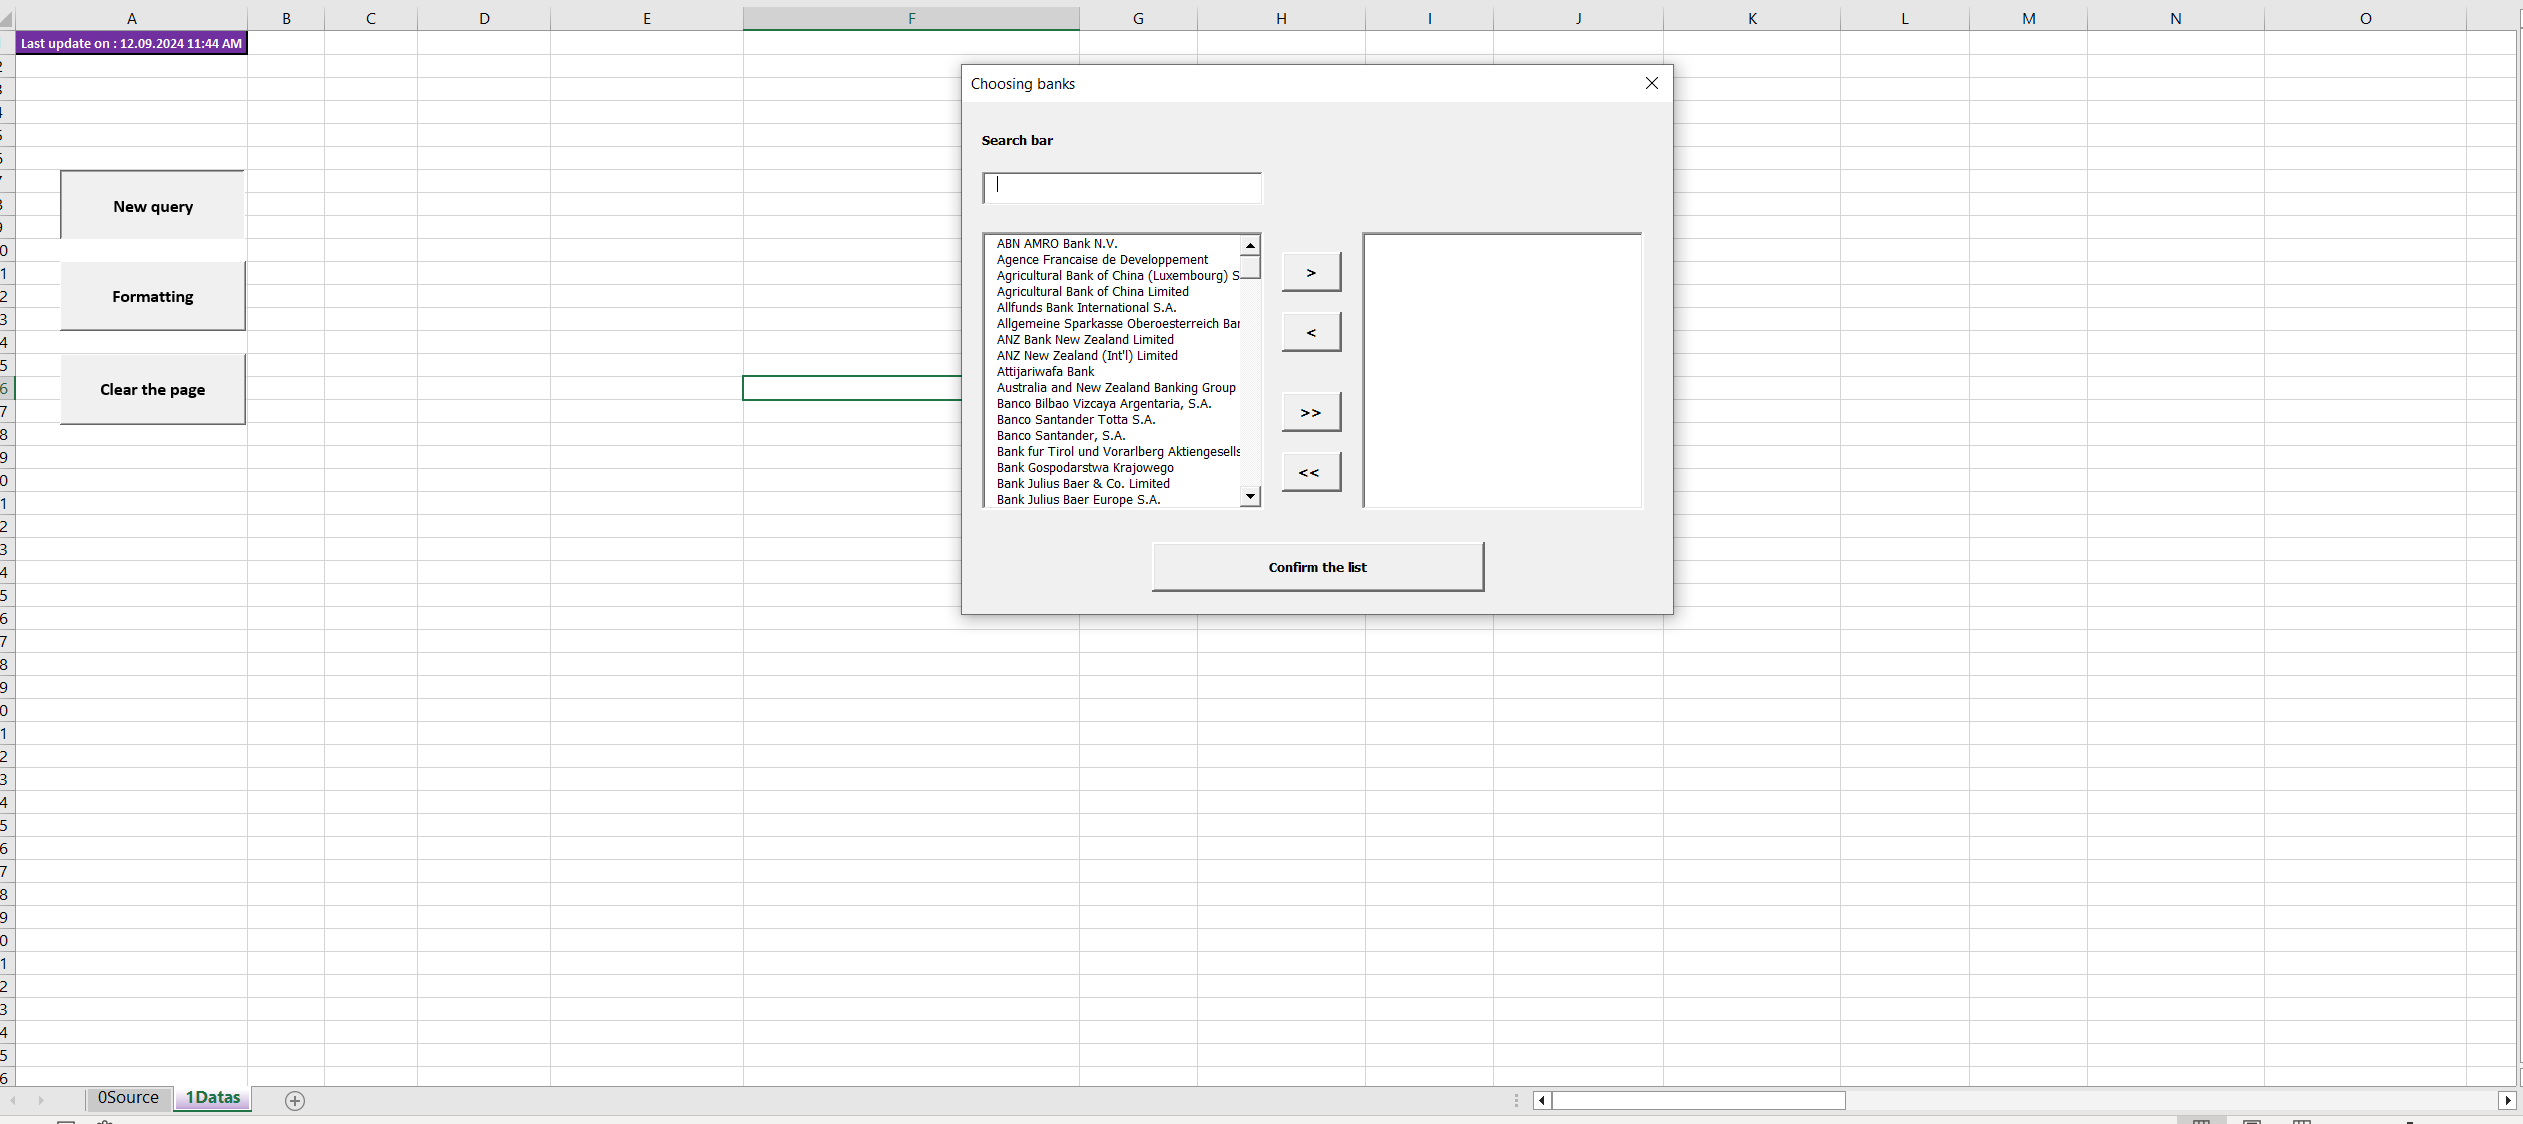 A B C D E F G H I J K L M N O
Last update on : 12.09.2024 11:44 AM
Choosing banks
Search bar
New query
Formatting
Clear the page
ABN AMRO Bank N.V.
Agence Francaise de Developpement
Agricultural Bank of China (Luxembourg) S
Agricultural Bank of China Limited
Allfunds Bank International S.A.
Allgemeine Sparkasse Oberoesterreich Bar
ANZ Bank New Zealand Limited
ANZ New Zealand (Int'l) Limited
Attijariwafa Bank
Australia and New Zealand Banking Group
Banco Bilbao Vizcaya Argentaria, S.A.
Banco Santander Totta S.A.
Banco Santander, S.A.
Bank fur Tirol und Vorarlberg Aktiengesells
Bank Gospodarstwa Krajowego
Bank Julius Baer & Co. Limited
Bank Julius Baer Europe S.A.
>
<
>>
<<
Confirm the list
0Source 1Datas